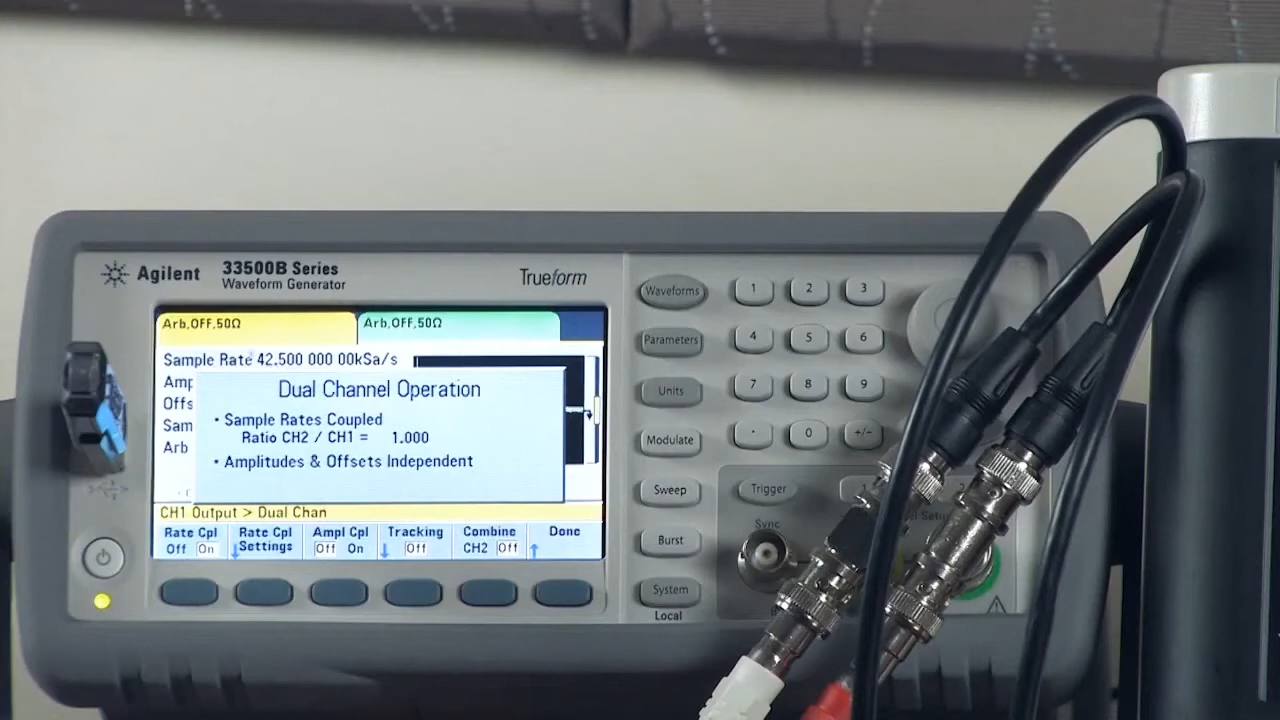 Agilent
33500B Series
Waveform Generator
Trueform
Arb,OFF,50Ω
Arb,OFF,50Ω
Sample Rate 42.500 000 00kSa/s
Amp
Offs
Sam
Arb
Dual Channel Operation
· Sample Rates Coupled
Ratio CH2 / CH1 = 1.000
· Amplitudes & Offsets Independent
CH1 Output > Dual Chan
Rate Cpl
Off On
Rate Cpl
Settings
Ampl Cpl
Off On
Tracking
Off
Combine
CH2 Off
Done
Waveforms
Parameters
Units
Modulate
Sweep
Burst
System
Local
1 2 3
4 5 6
7 8 9
. 0 +/-
Trigger
1
2
Sync